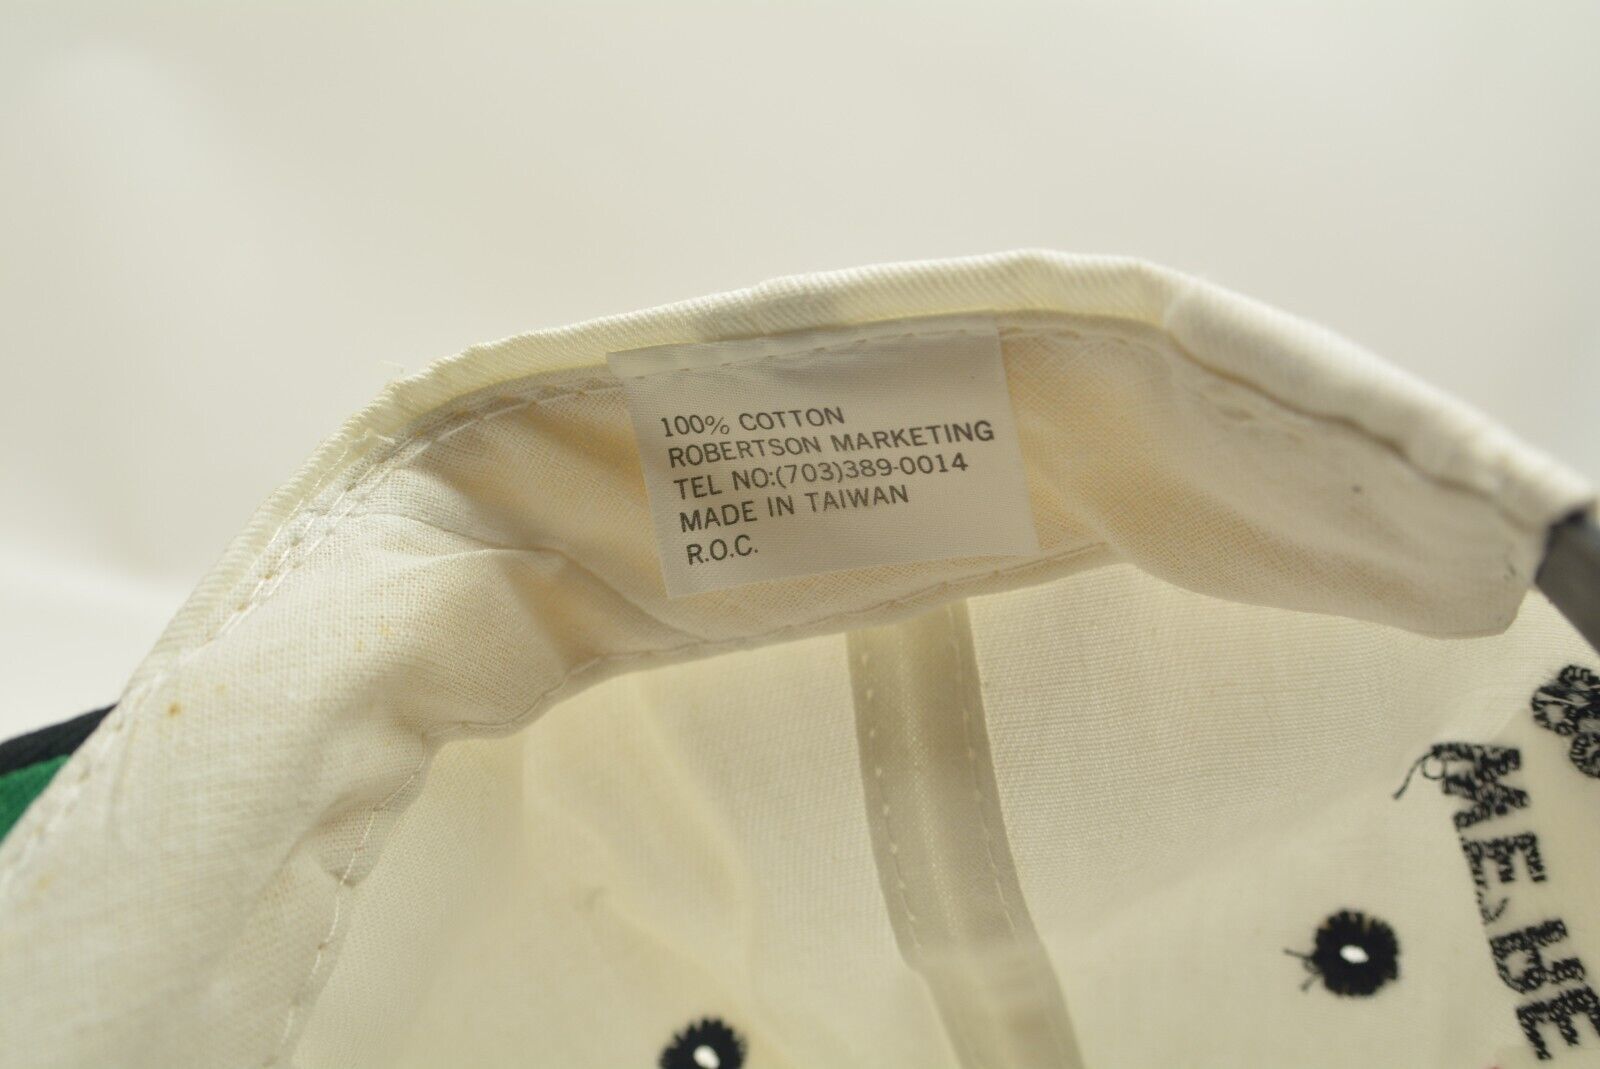 100% COTTON
ROBERTSON MARKETING
TEL NO:(703)389-0014
MADE IN TAIWAN
R.O.C.